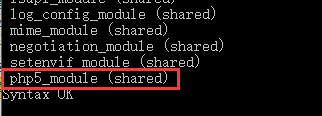 log_config_module (shared)
mime_module (shared)
negotiation_module (shared)
setenvif_module (shared)
php5_module (shared)
Syntax OK